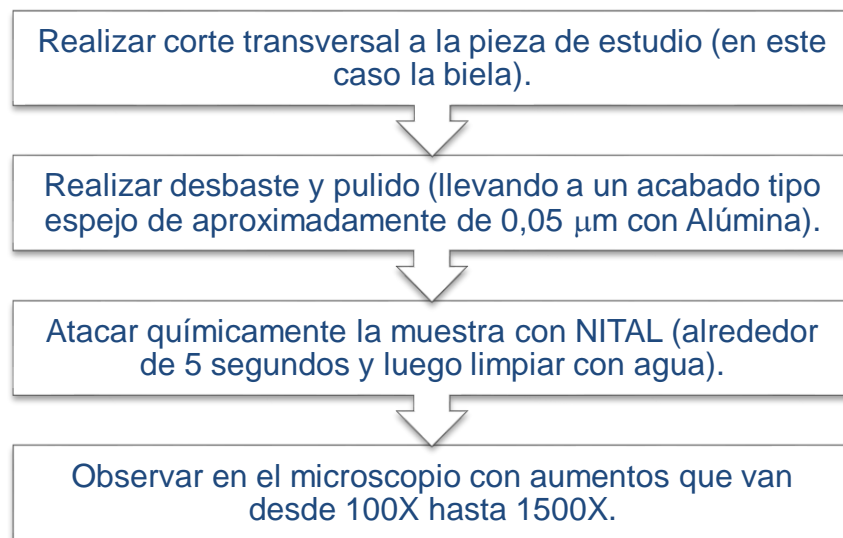 Realizar corte transversal a la pieza de estudio (en este
caso la biela).
Realizar desbaste y pulido (llevando a un acabado tipo
espejo de aproximadamente de 0,05 μm con Alúmina).
Atacar químicamente la muestra con NITAL (alrededor
de 5 segundos y luego limpiar con agua).
Observar en el microscopio con aumentos que van
desde 100X hasta 1500X.